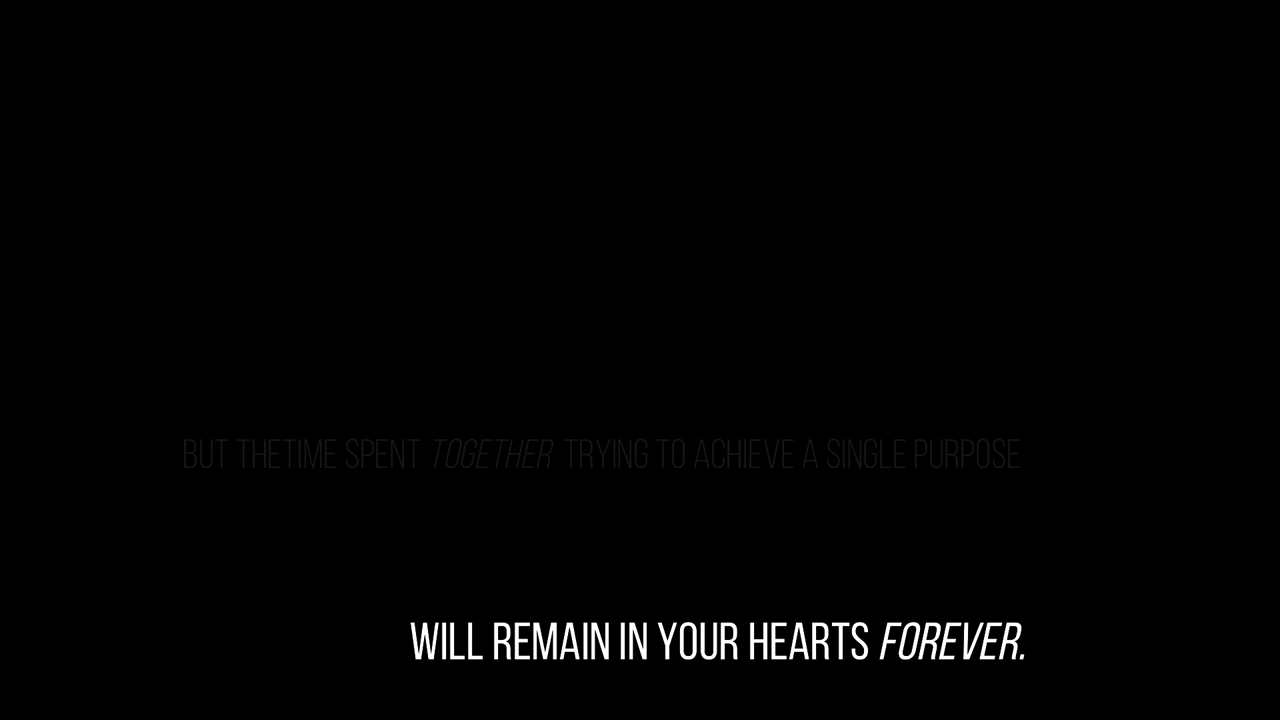 BUT THETIME SPENT TOGETHER TRYING TO ACHIEVE A SINGLE PURPOSE
WILL REMAIN IN YOUR HEARTS FOREVER.